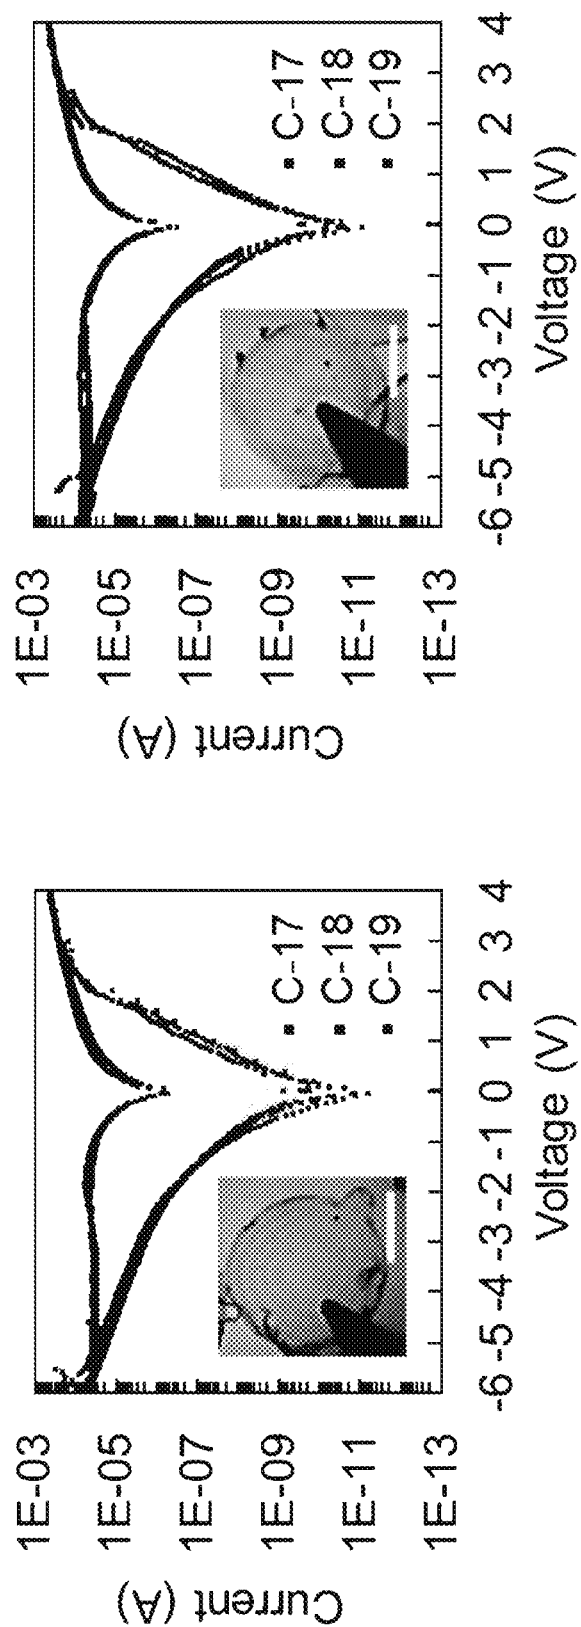 Current (A)
1E-03
1E-05
1E-07
1E-09
1E-11
1E-13
C-17
C-18
C-19
-6 -5 -4 -3 -2 -1 0 1 2 3 4
Voltage (V)
Current (A)
1E-03
1E-05
1E-07
1E-09
1E-11
1E-13
C-17
C-18
C-19
-6 -5 -4 -3 -2 -1 0 1 2 3 4
Voltage (V)